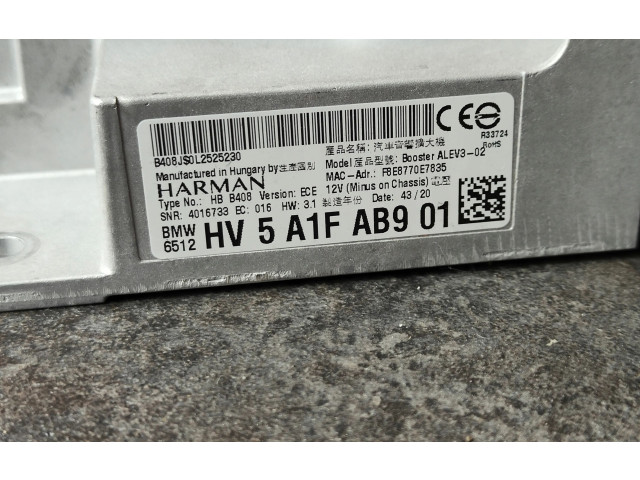 B408JS0L2525230
Manufactured in Hungary by 生產國別
HARMAN
Type No.: HB B408 Version: ECE
SNR: 4016733 EC: 016 HW: 3.1 製造年份 Date: 43/20
產品名稱: 汽車音響擴大機
Model 產品型號: Booster ALEV3-02
MAC-Adr.: F8E8770E7835
12V (Minus on Chassis) 電壓
CE
R33724
RoHS
BMW
6512 HV 5 A1F AB9 01